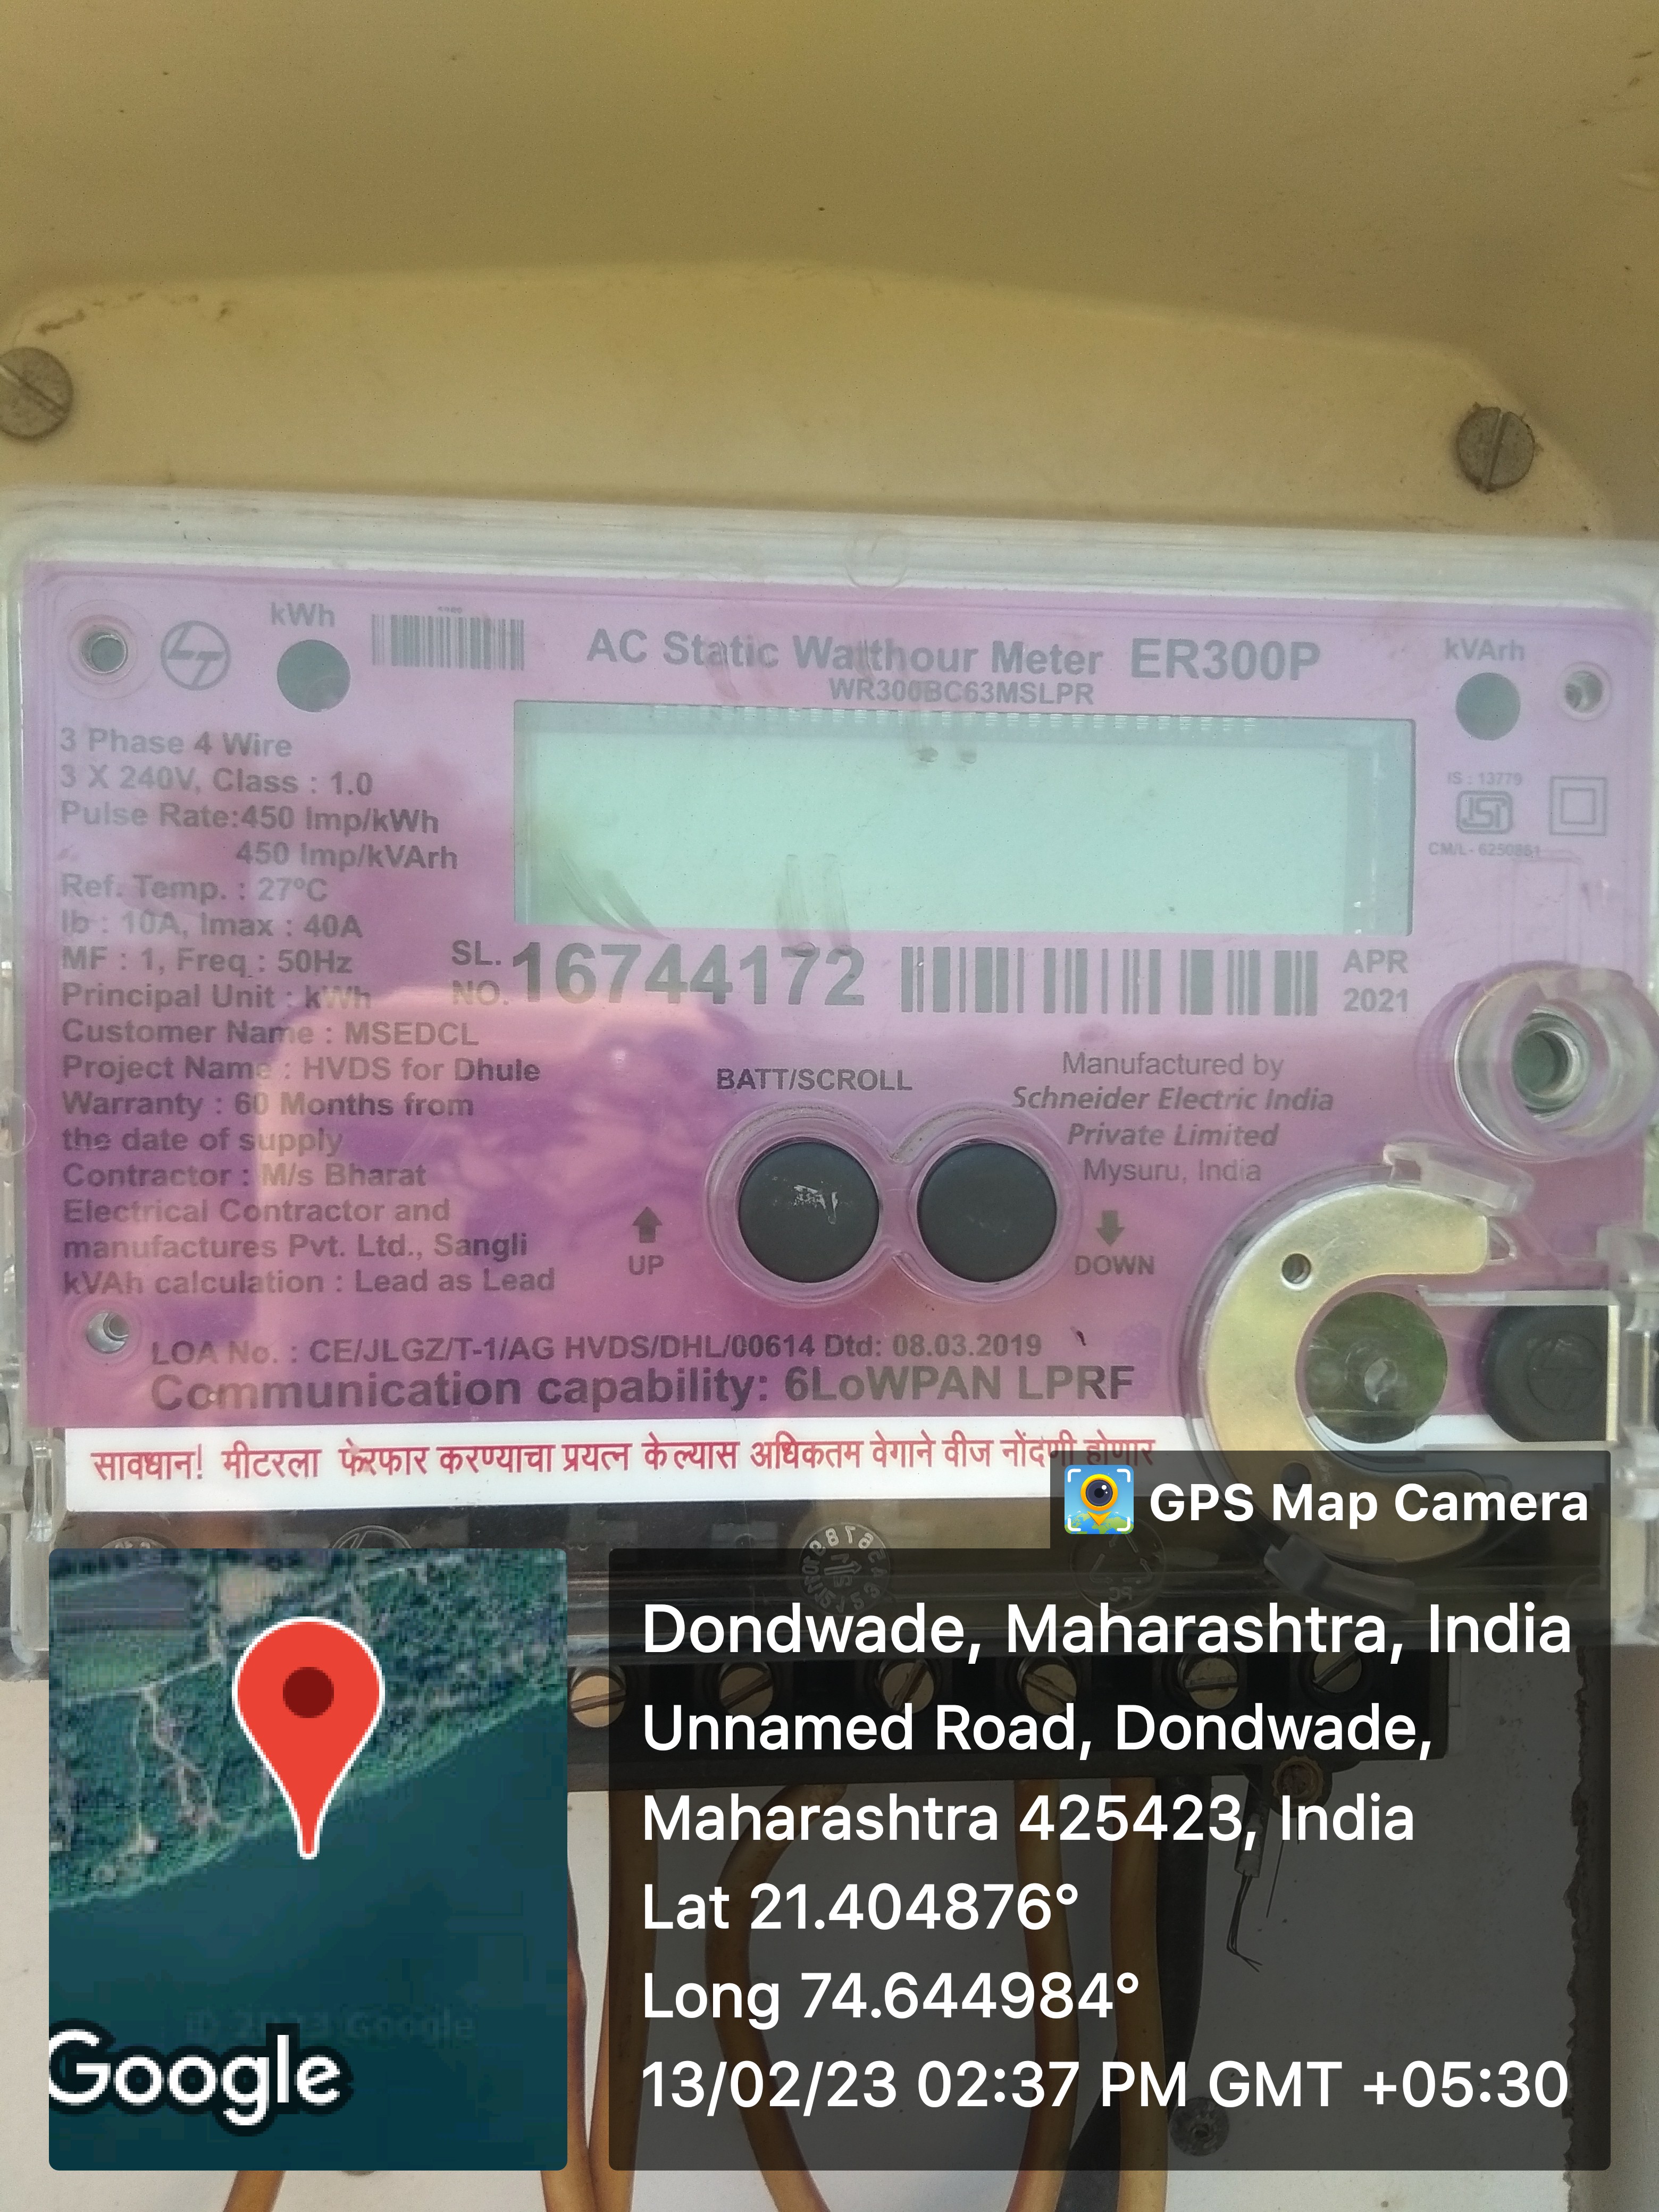 kWh
LT
AC Static Watthour Meter ER300P
WR300BC63MSLPR
kVArh
3 Phase 4 Wire
3 X 240V, Class : 1.0
Pulse Rate:450 Imp/kWh
450 Imp/kVArh
Ref. Temp. : 27°C
Ib : 10A, Imax : 40A
MF : 1, Freq : 50Hz
Principal Unit : kWh
Customer Name : MSEDCL
Project Name : HVDS for Dhule
Warranty : 60 Months from
the date of supply
Contractor : M/s Bharat
Electrical Contractor and
manufactures Pvt. Ltd., Sangli
kVAh calculation : Lead as Lead
IS : 13779
ISI
CM/L- 6250851
SL. NO. 16744172
APR
2021
BATT/SCROLL
UP
DOWN
Manufactured by
Schneider Electric India
Private Limited
Mysuru, India
LOA No. : CE/JLGZ/T-1/AG HVDS/DHL/00614 Dtd: 08.03.2019
Communication capability: 6LoWPAN LPRF
सावधान! मीटरला फेरफार करण्याचा प्रयत्न केल्यास अधिकतम वेगाने वीज नोंदणी होणार
GPS Map Camera
Dondwade, Maharashtra, India
Unnamed Road, Dondwade,
Maharashtra 425423, India
Lat 21.404876°
Long 74.644984°
13/02/23 02:37 PM GMT +05:30
Google